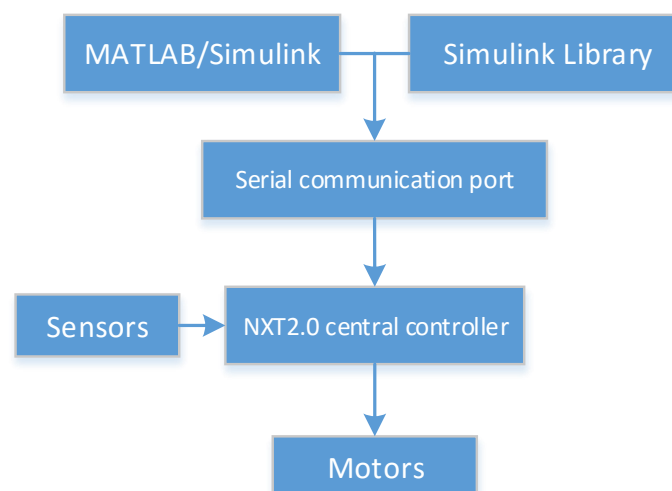 MATLAB/Simulink
Simulink Library
Serial communication port
Sensors
NXT2.0 central controller
Motors